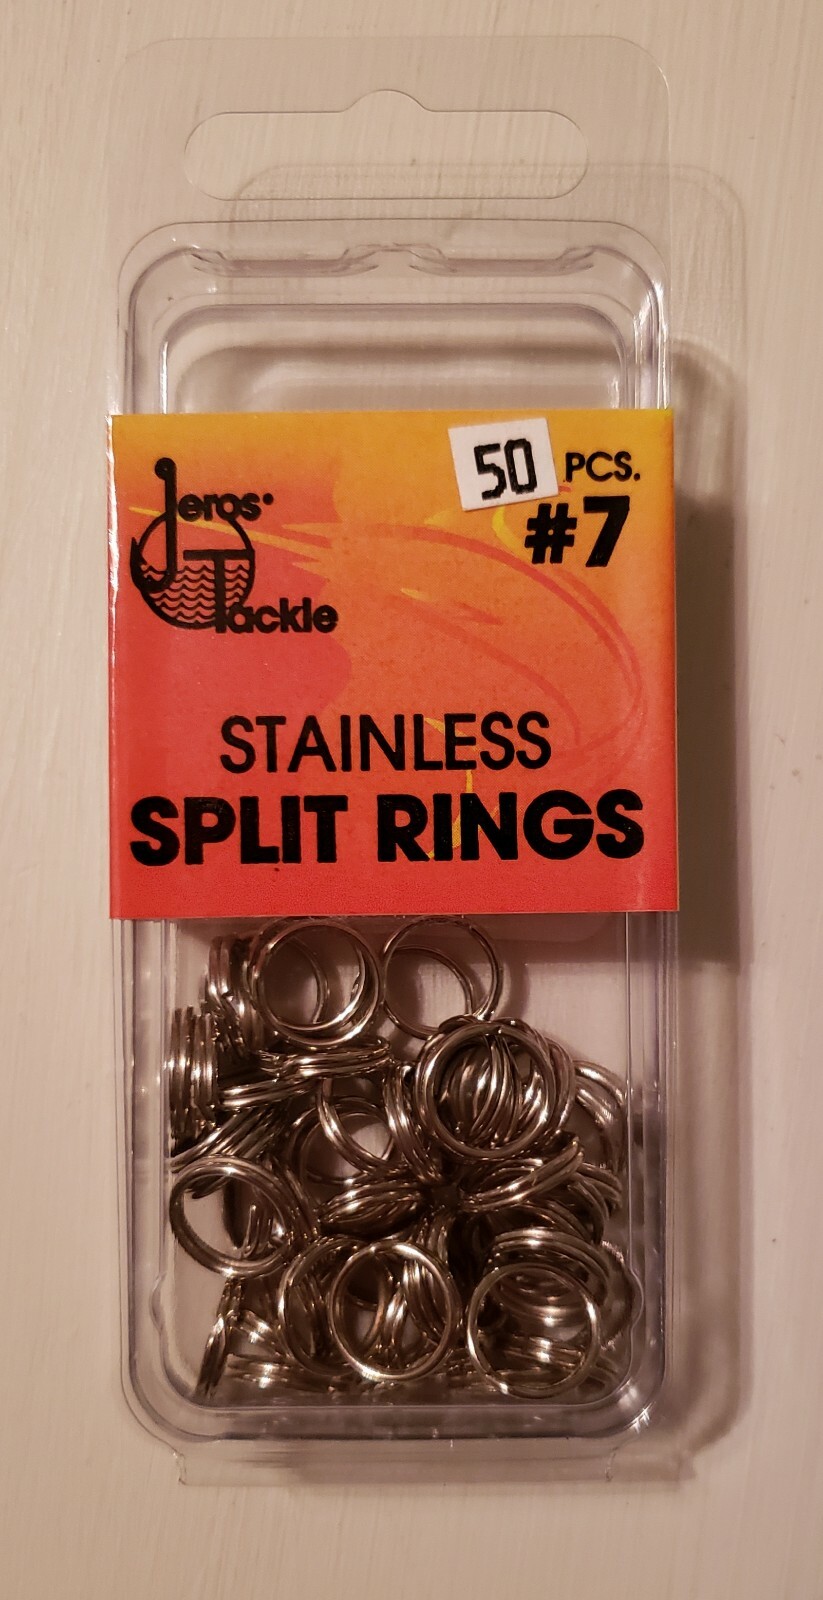 50 PCS.
#7
Jeros'
Tackle
STAINLESS
SPLIT RINGS